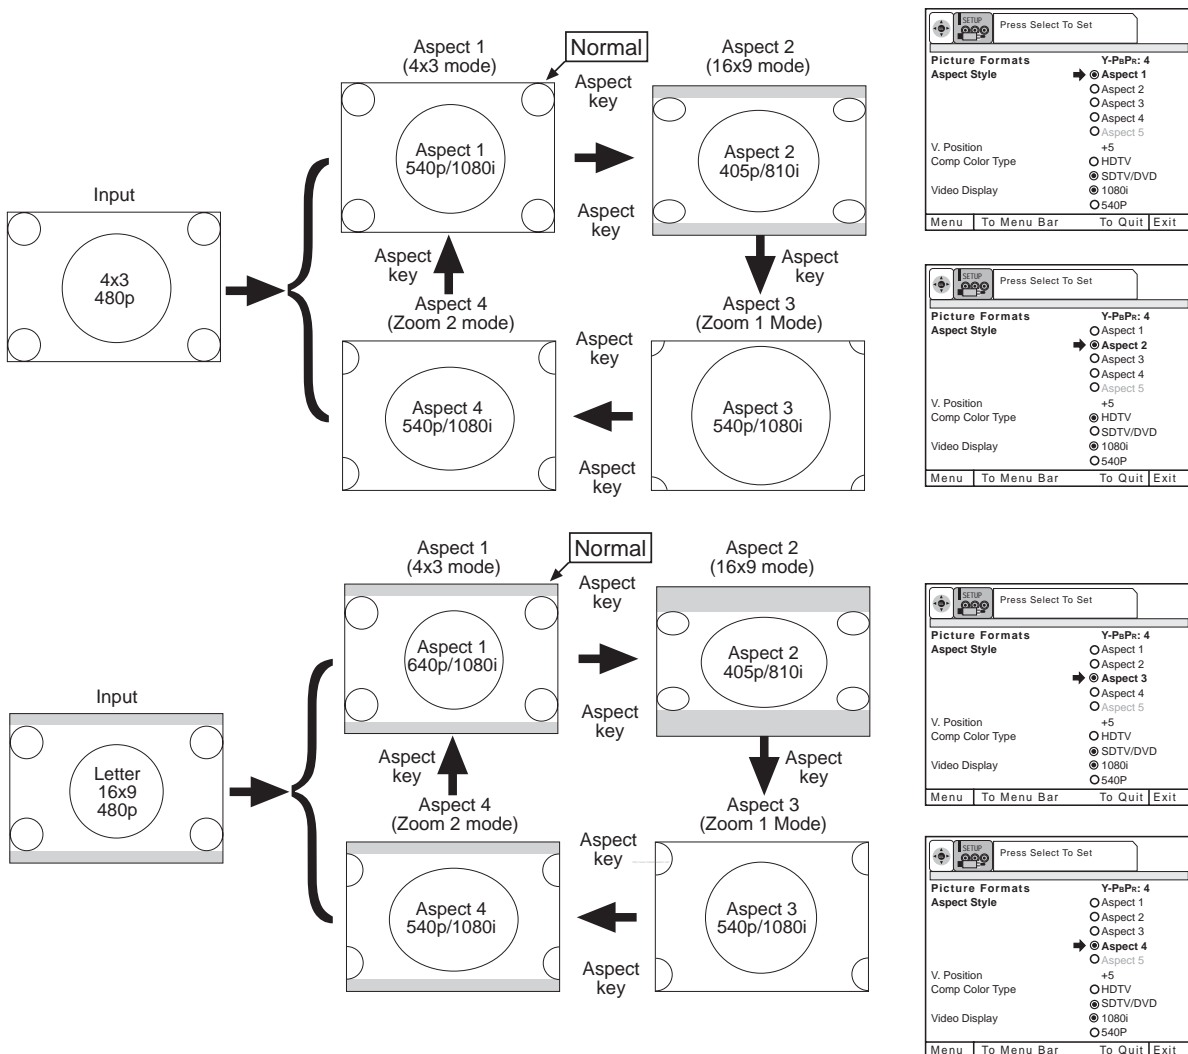 Aspect 1
(4x3 mode)
Normal
Aspect 2
(16x9 mode)
Aspect
key
Input
Aspect 1
540p/1080i
Aspect 2
405p/810i
4x3
480p
Aspect
key
Aspect
key
Aspect
key
Aspect 4
(Zoom 2 mode)
Aspect 3
(Zoom 1 Mode)
Aspect
key
Aspect 4
540p/1080i
Aspect 3
540p/1080i
Aspect
key
Aspect 1
(4x3 mode)
Normal
Aspect 2
(16x9 mode)
Aspect
key
Input
Aspect 1
640p/1080i
Aspect 2
405p/810i
Letter
16x9
480p
Aspect
key
Aspect
key
Aspect
key
Aspect 4
(Zoom 2 mode)
Aspect 3
(Zoom 1 Mode)
Aspect
key
Aspect 4
540p/1080i
Aspect 3
540p/1080i
Aspect
key
SETUP
Press Select To Set
Picture Formats Y-PBPR: 4
Aspect Style Aspect 1
Aspect 2
Aspect 3
Aspect 4
Aspect 5
V. Position +5
Comp Color Type HDTV
SDTV/DVD
Video Display 1080i
540P
Menu To Menu Bar To Quit Exit
SETUP
Press Select To Set
Picture Formats Y-PBPR: 4
Aspect Style Aspect 1
Aspect 2
Aspect 3
Aspect 4
Aspect 5
V. Position +5
Comp Color Type HDTV
SDTV/DVD
Video Display 1080i
540P
Menu To Menu Bar To Quit Exit
SETUP
Press Select To Set
Picture Formats Y-PBPR: 4
Aspect Style Aspect 1
Aspect 2
Aspect 3
Aspect 4
Aspect 5
V. Position +5
Comp Color Type HDTV
SDTV/DVD
Video Display 1080i
540P
Menu To Menu Bar To Quit Exit
SETUP
Press Select To Set
Picture Formats Y-PBPR: 4
Aspect Style Aspect 1
Aspect 2
Aspect 3
Aspect 4
Aspect 5
V. Position +5
Comp Color Type HDTV
SDTV/DVD
Video Display 1080i
540P
Menu To Menu Bar To Quit Exit